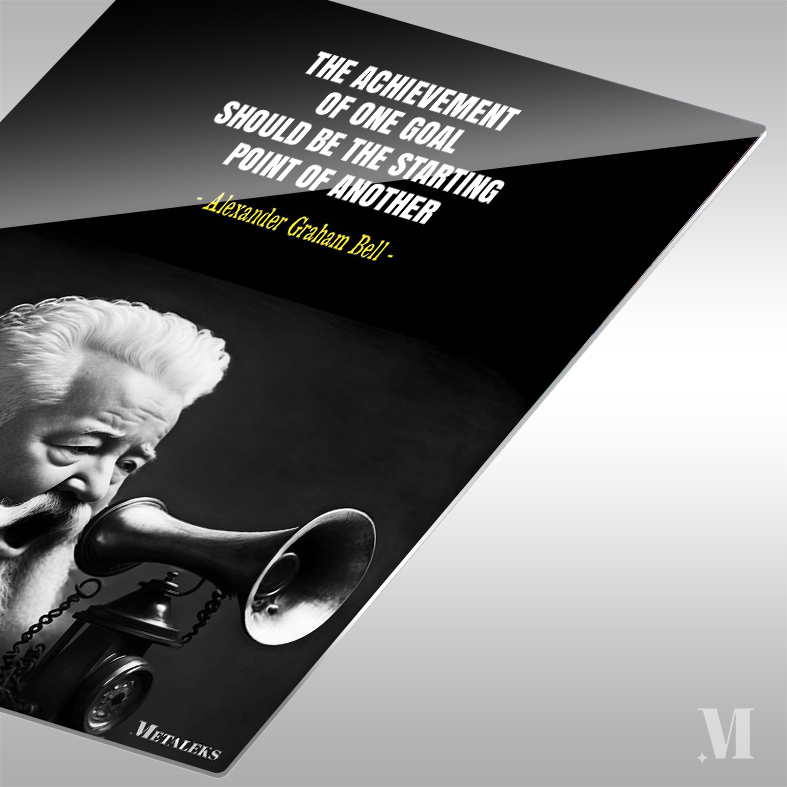 THE ACHIEVEMENT
OF ONE GOAL
SHOULD BE THE STARTING
POINT OF ANOTHER
- Alexander Graham Bell -
METALEKS
M